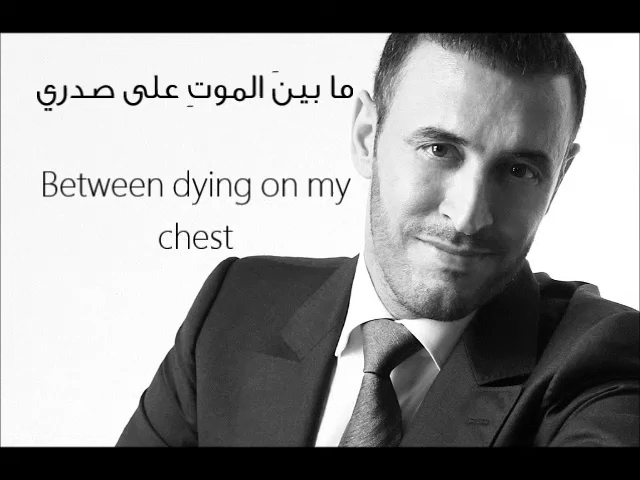 ما بينَ الموتِ على صدري
Between dying on my
chest